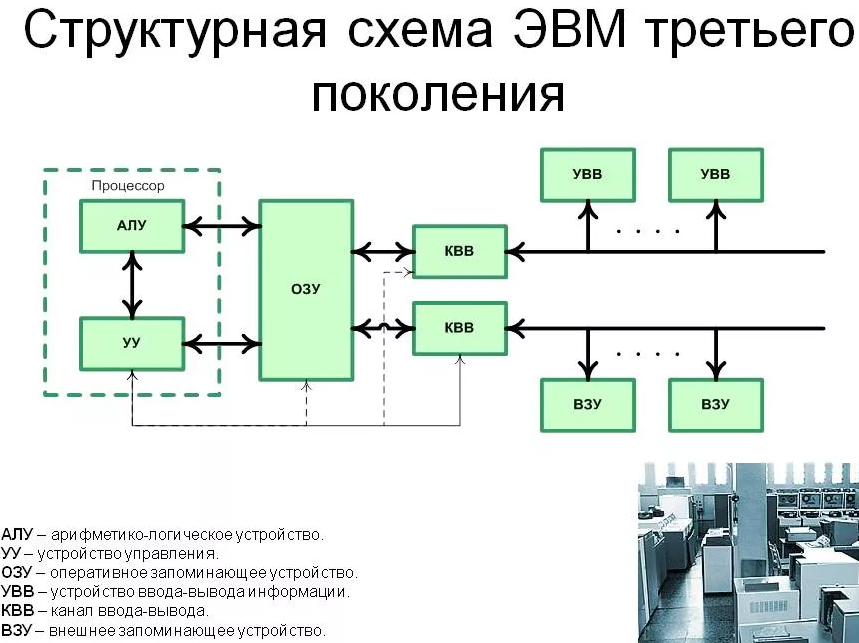 Структурная схема ЭВМ третьего
поколения
Процессор
АЛУ
УУ
ОЗУ
КВВ
КВВ
УВВ
УВВ
. . . .
. . . .
ВЗУ
ВЗУ
АЛУ – арифметико-логическое устройство.
УУ – устройство управления.
ОЗУ – оперативное запоминающее устройство.
УВВ – устройство ввода-вывода информации.
КВВ – канал ввода-вывода.
ВЗУ – внешнее запоминающее устройство.